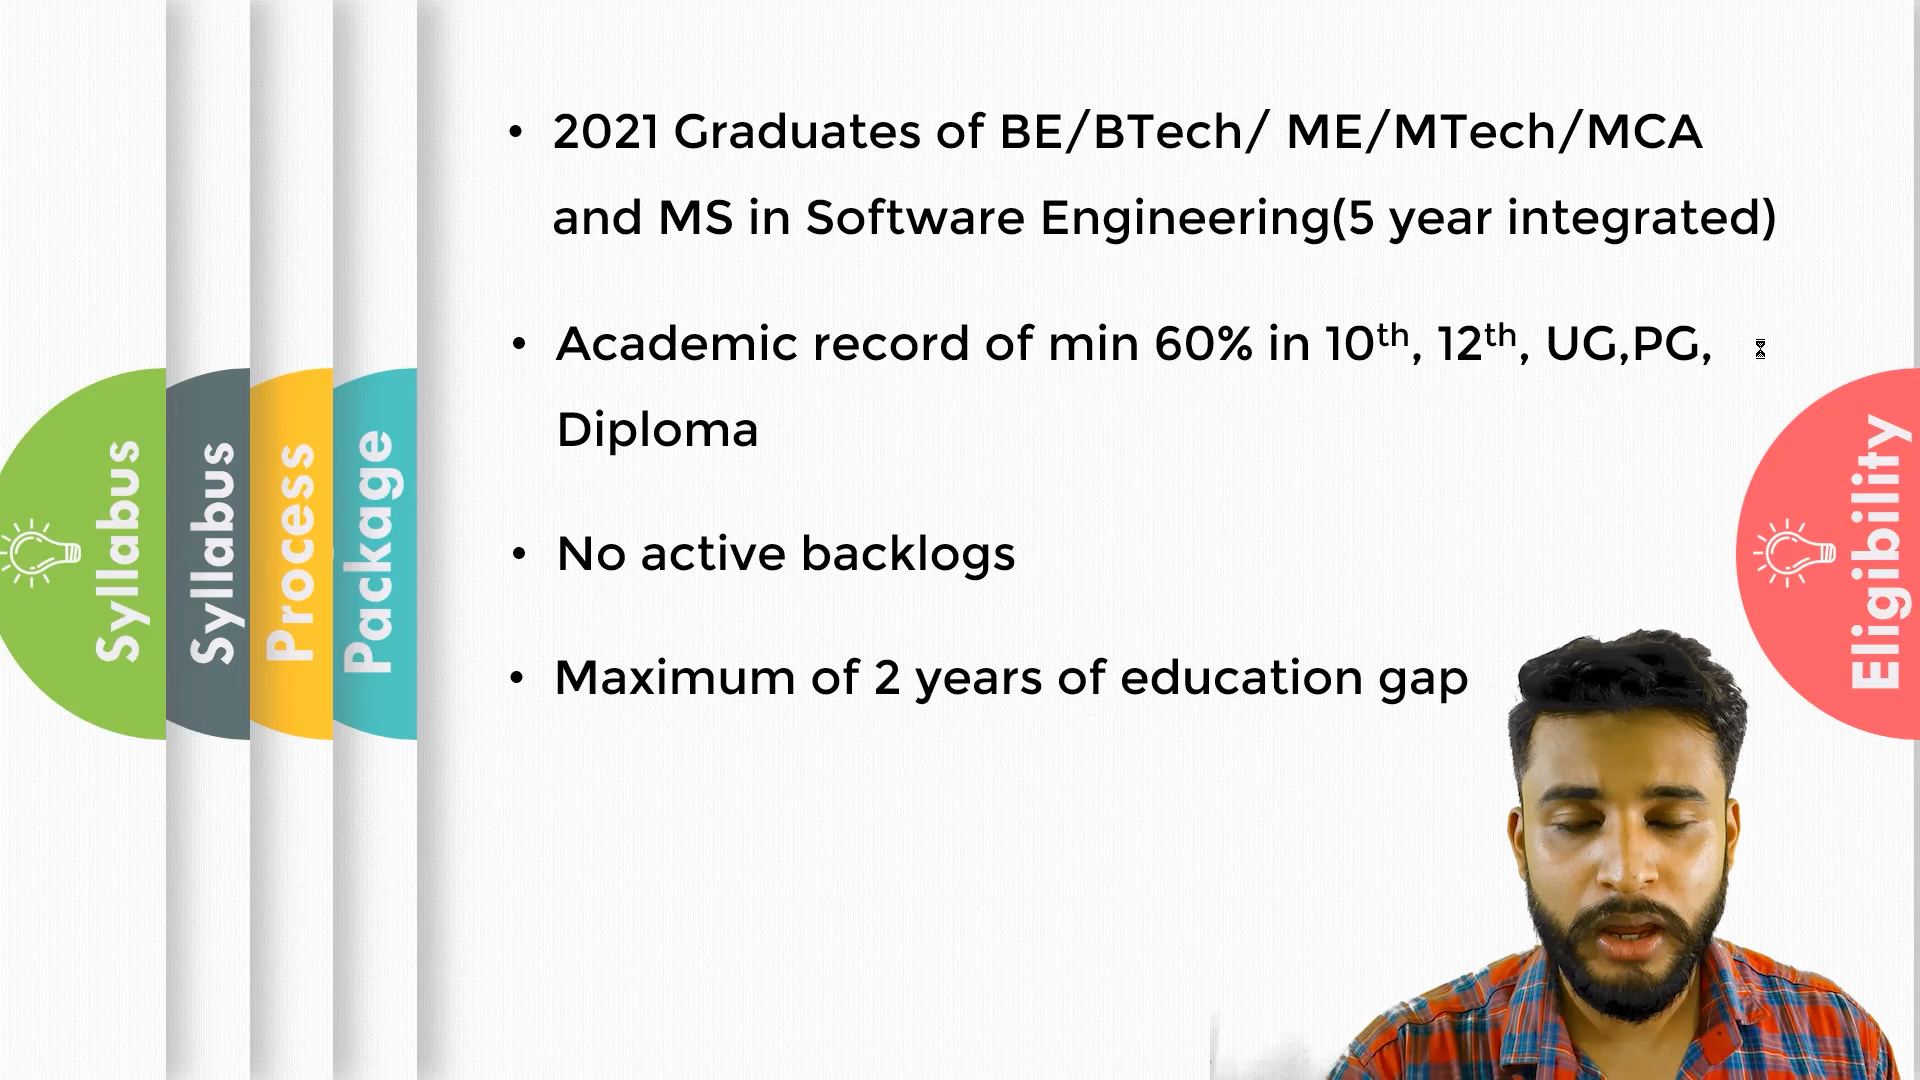 2021 Graduates of BE/BTech/ ME/MTech/MCA
and MS in Software Engineering(5 year integrated)
Academic record of min 60% in 10th, 12th, UG,PG,
Diploma
No active backlogs
Maximum of 2 years of education gap
Syllabus
Syllabus
Process
Package
Eligibility